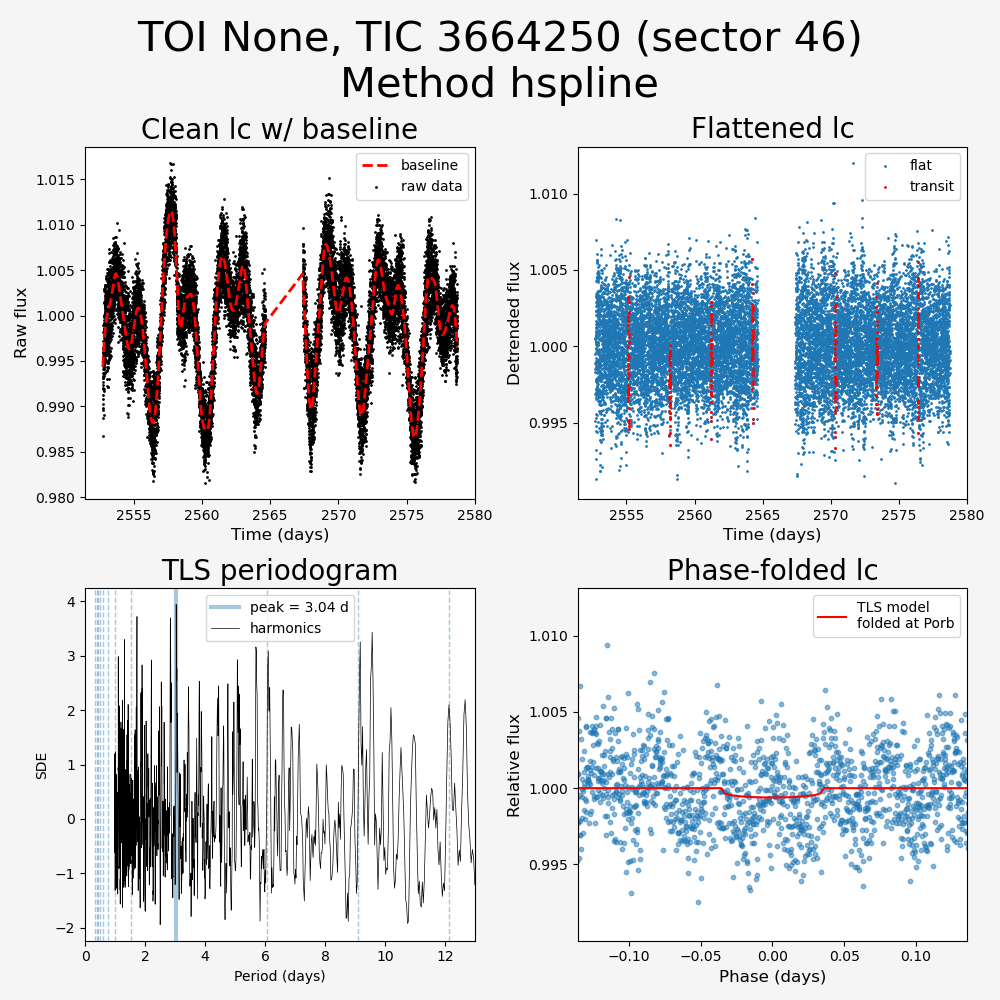 TOI None, TIC 3664250 (sector 46)
Method hspline
Clean lc w/ baseline
baseline
raw data
1.015
1.010
1.005
1.000
0.995
0.990
0.985
0.980
Raw flux
2555
2560
2565
2570
2575
2580
Time (days)
Flattened lc
flat
transit
1.010
1.005
1.000
0.995
Detrended flux
2555
2560
2565
2570
2575
2580
Time (days)
TLS periodogram
peak = 3.04 d
harmonics
4
3
2
1
0
−1
−2
SDE
0
2
4
6
8
10
12
Period (days)
Phase-folded lc
TLS model
folded at Porb
1.010
1.005
1.000
0.995
Relative flux
−0.10
−0.05
0.00
0.05
0.10
Phase (days)